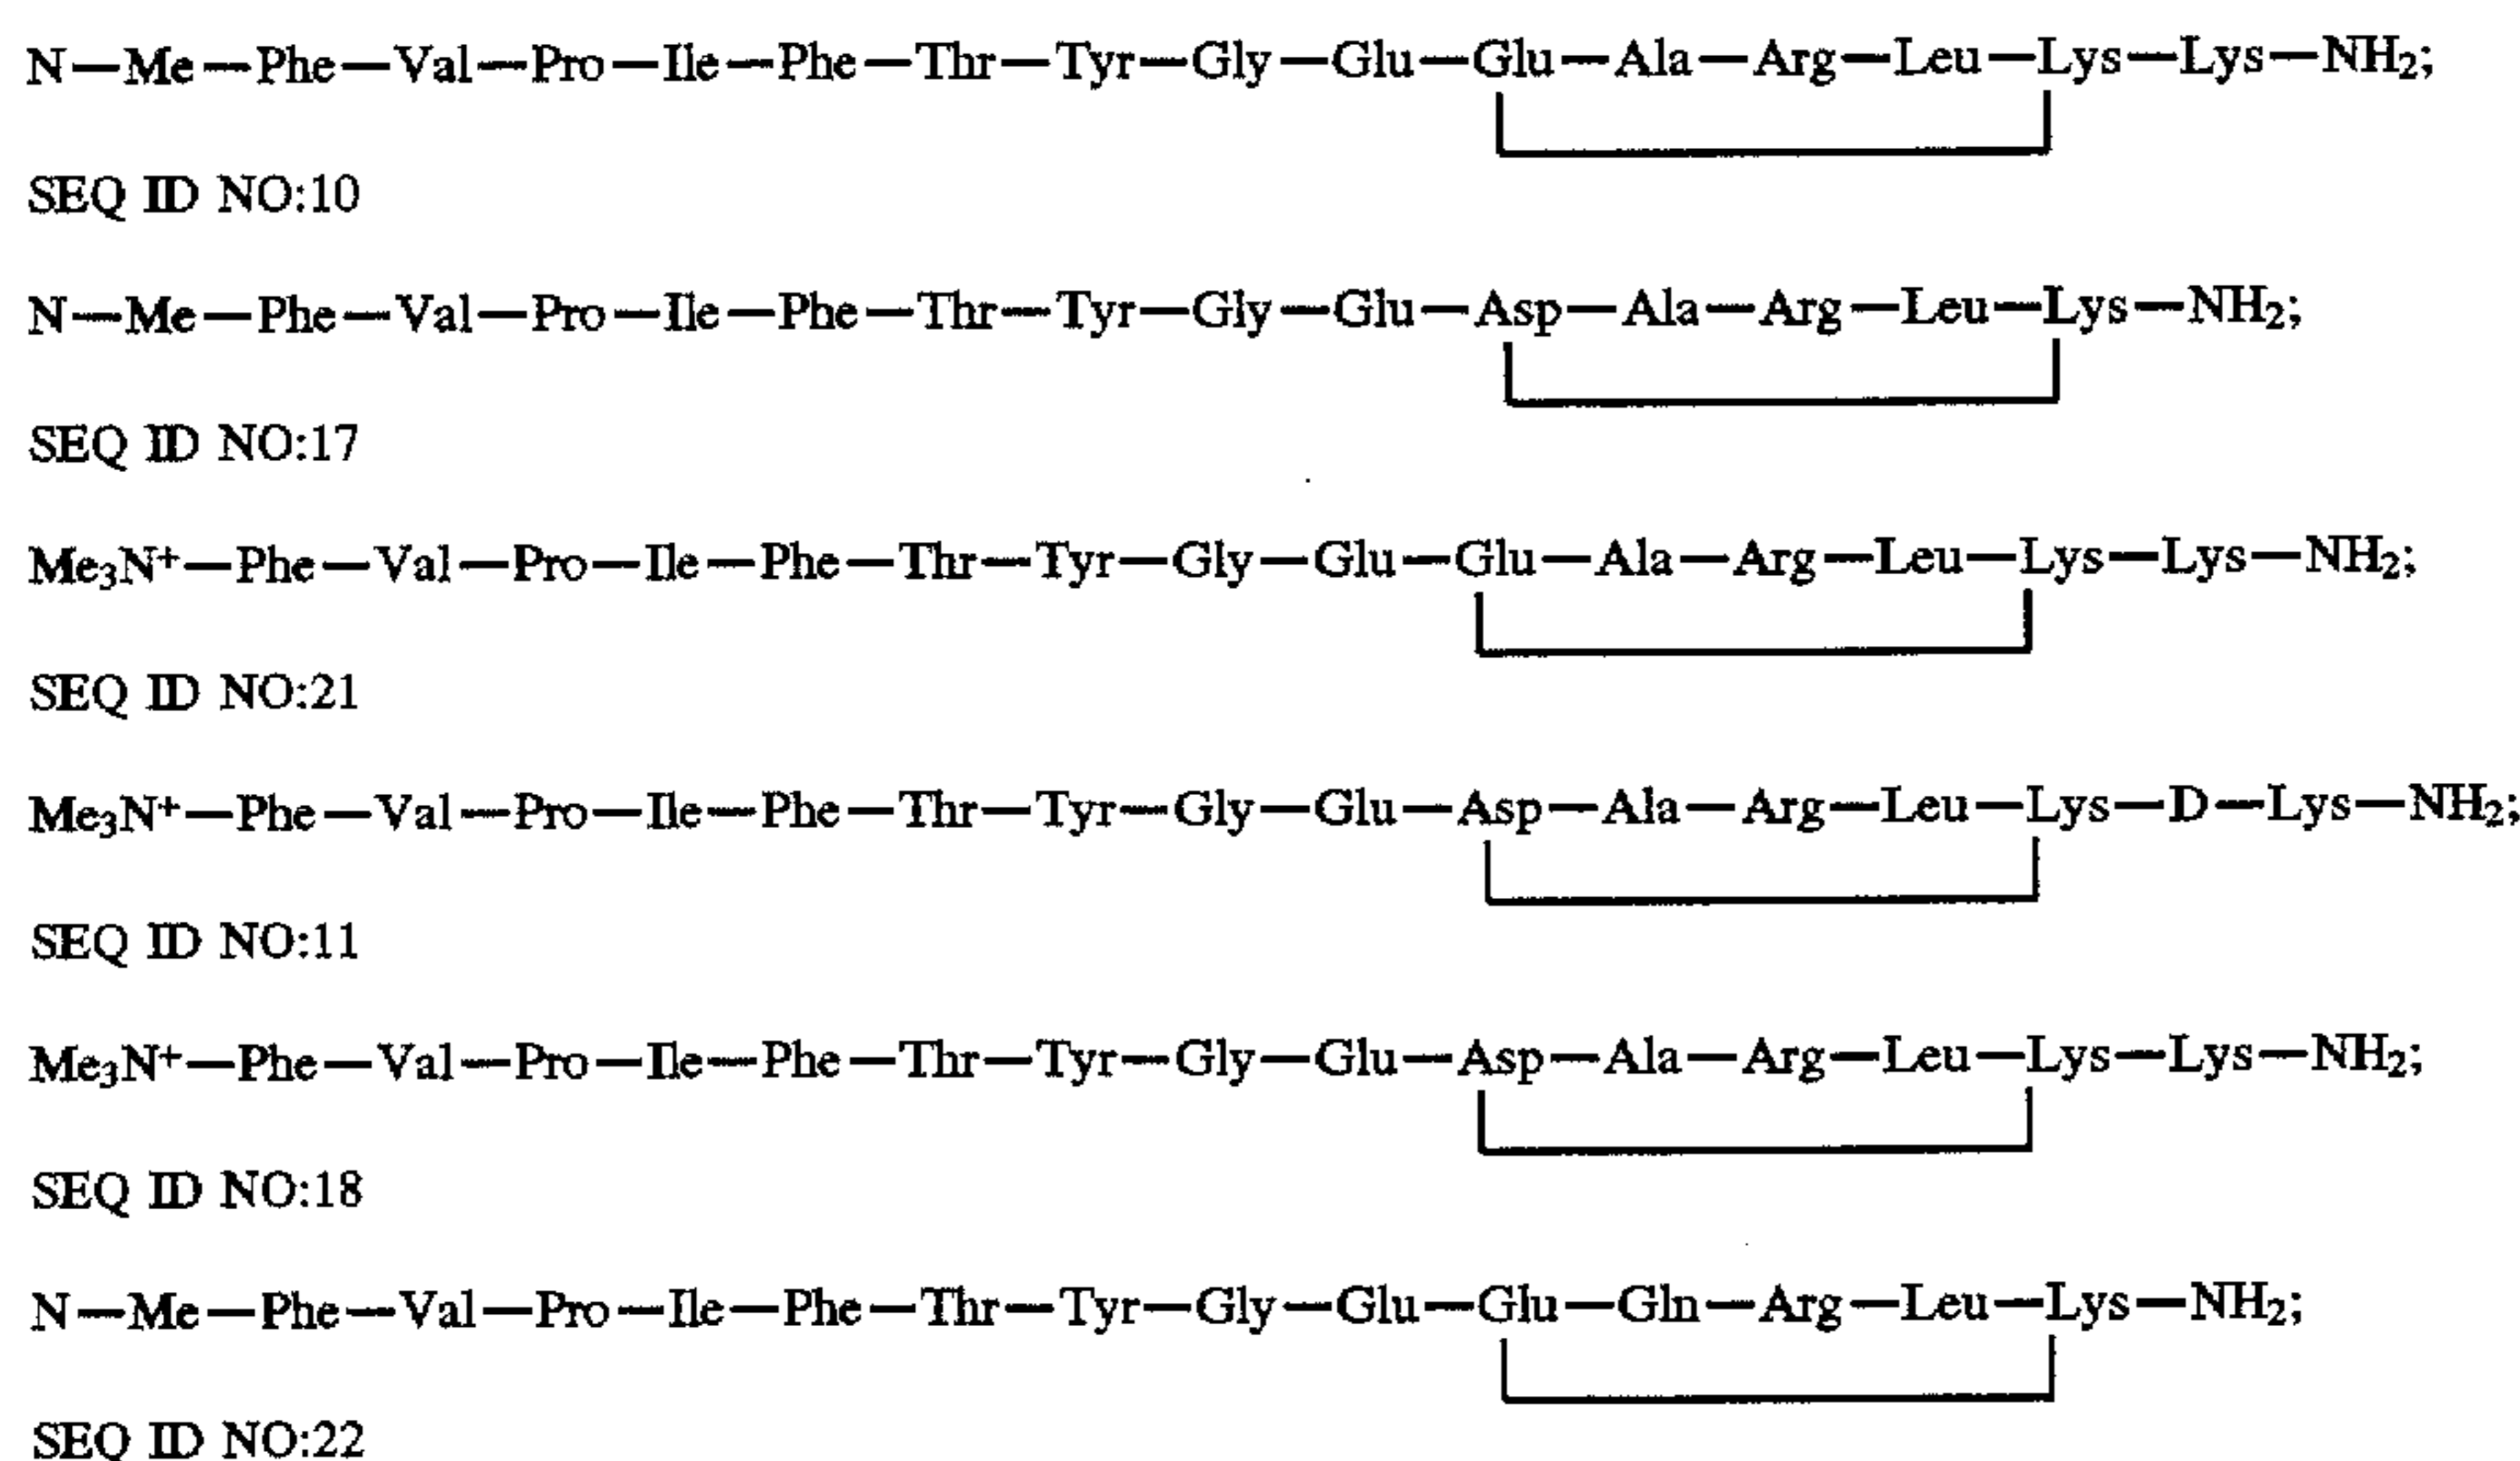 N—Me—Phe—Val—Pro—Ile—Phe—Thr—Tyr—Gly—Glu—Glu—Ala—Arg—Leu—Lys—Lys—NH₂;
SEQ ID NO:10
N—Me—Phe—Val—Pro—Ile—Phe—Thr—Tyr—Gly—Glu—Asp—Ala—Arg—Leu—Lys—NH₂;
SEQ ID NO:17
Me₃N⁺—Phe—Val—Pro—Ile—Phe—Thr—Tyr—Gly—Glu—Glu—Ala—Arg—Leu—Lys—Lys—NH₂;
SEQ ID NO:21
Me₃N⁺—Phe—Val—Pro—Ile—Phe—Thr—Tyr—Gly—Glu—Asp—Ala—Arg—Leu—Lys—D—Lys—NH₂;
SEQ ID NO:11
Me₃N⁺—Phe—Val—Pro—Ile—Phe—Thr—Tyr—Gly—Glu—Asp—Ala—Arg—Leu—Lys—Lys—NH₂;
SEQ ID NO:18
N—Me—Phe—Val—Pro—Ile—Phe—Thr—Tyr—Gly—Glu—Glu—Gln—Arg—Leu—Lys—NH₂;
SEQ ID NO:22